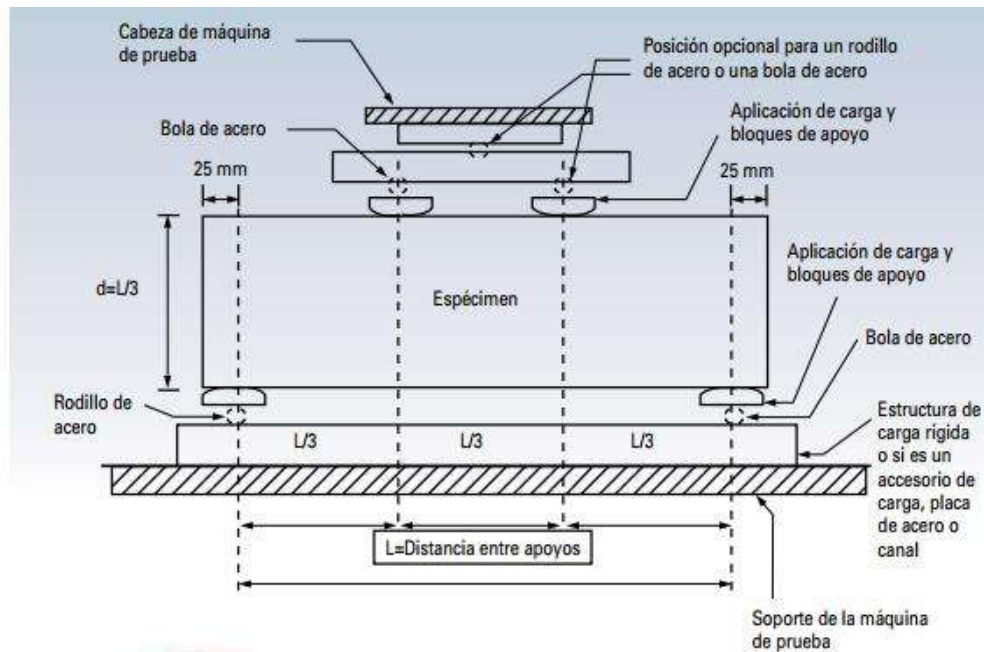 Cabeza de máquina
de prueba
Posición opcional para un rodillo
de acero o una bola de acero
Bola de acero
Aplicación de carga y
bloques de apoyo
25 mm
25 mm
Aplicación de carga y
bloques de apoyo
d=L/3
Espécimen
Bola de acero
Rodillo de
acero
L/3
L/3
L/3
Estructura de
carga rígida
o si es un
accesorio de
carga, placa
de acero o
canal
L=Distancia entre apoyos
Soporte de la máquina
de prueba